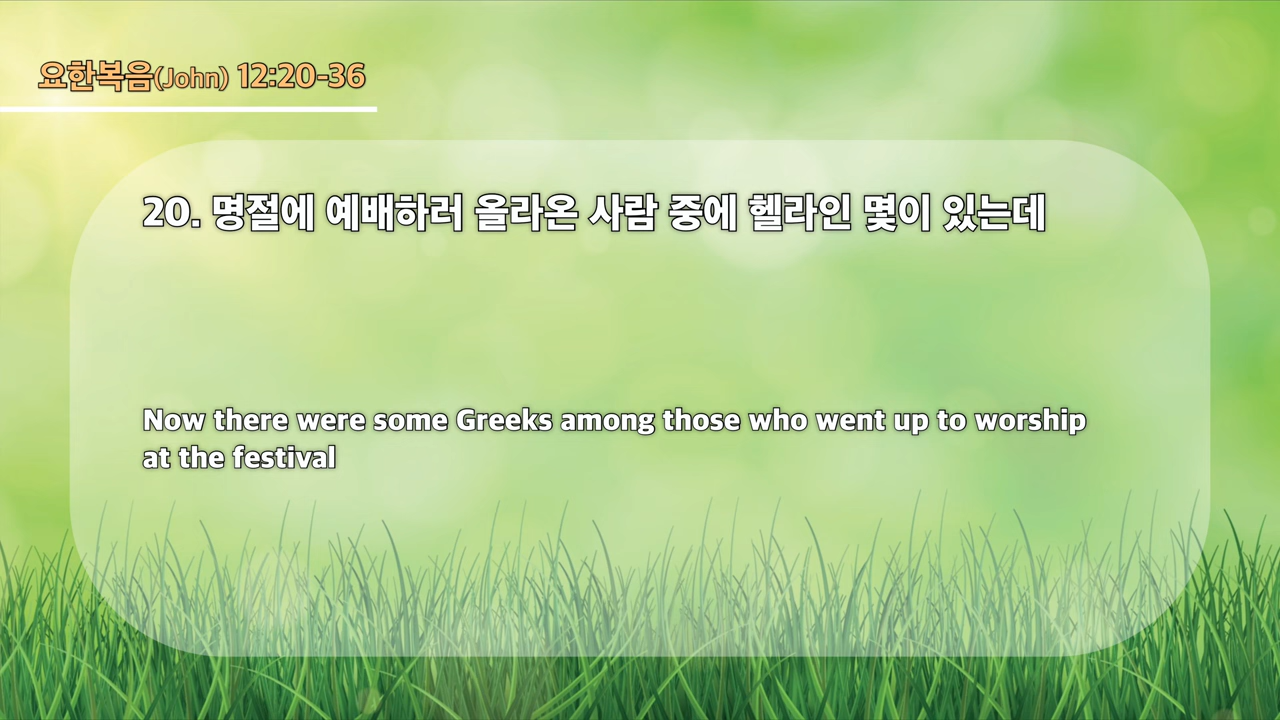 요한복음(John) 12:20-36
20. 명절에 예배하러 올라온 사람 중에 헬라인 몇이 있는데
Now there were some Greeks among those who went up to worship
at the festival